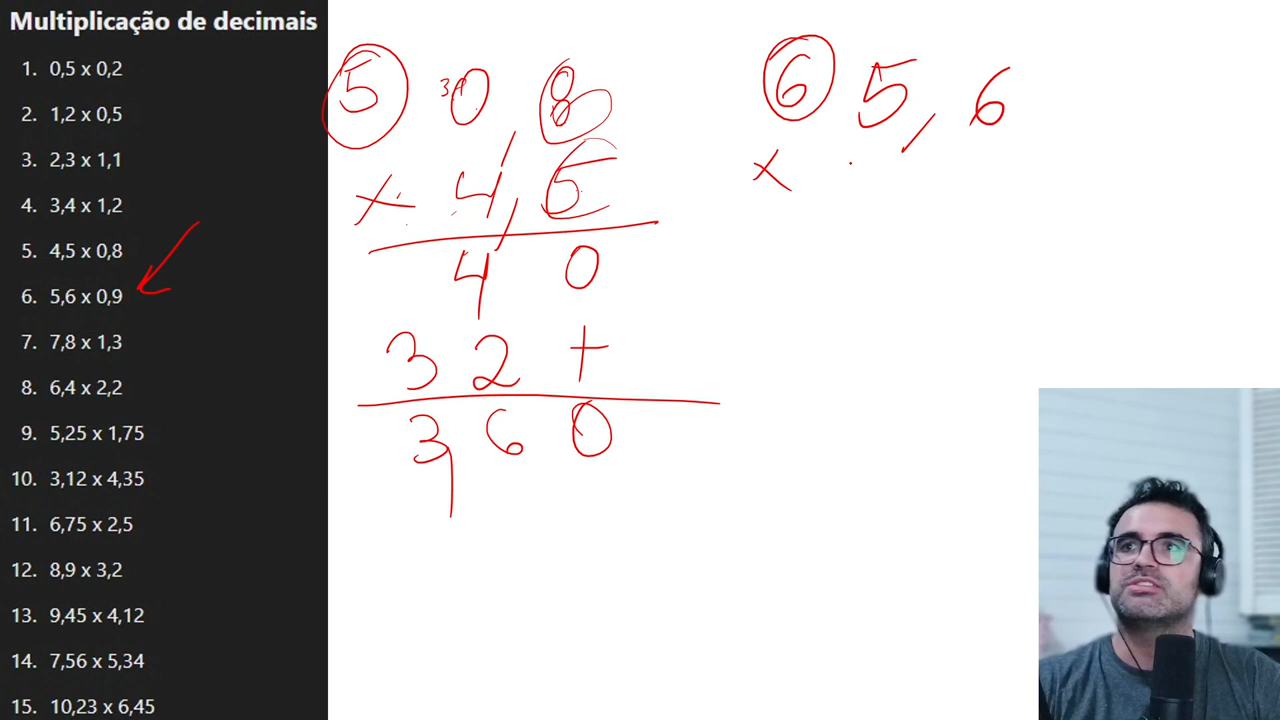 Multiplicação de decimais
1. 0,5 x 0,2
2. 1,2 x 0,5
3. 2,3 x 1,1
4. 3,4 x 1,2
5. 4,5 x 0,8
6. 5,6 x 0,9
7. 7,8 x 1,3
8. 6,4 x 2,2
9. 5,25 x 1,75
10. 3,12 x 4,35
11. 6,75 x 2,5
12. 8,9 x 3,2
13. 9,45 x 4,12
14. 7,56 x 5,34
15. 10,23 x 6,45
5 0,8
x 4,5
4 0
3 2 +
3,6 0
6 5,6
x